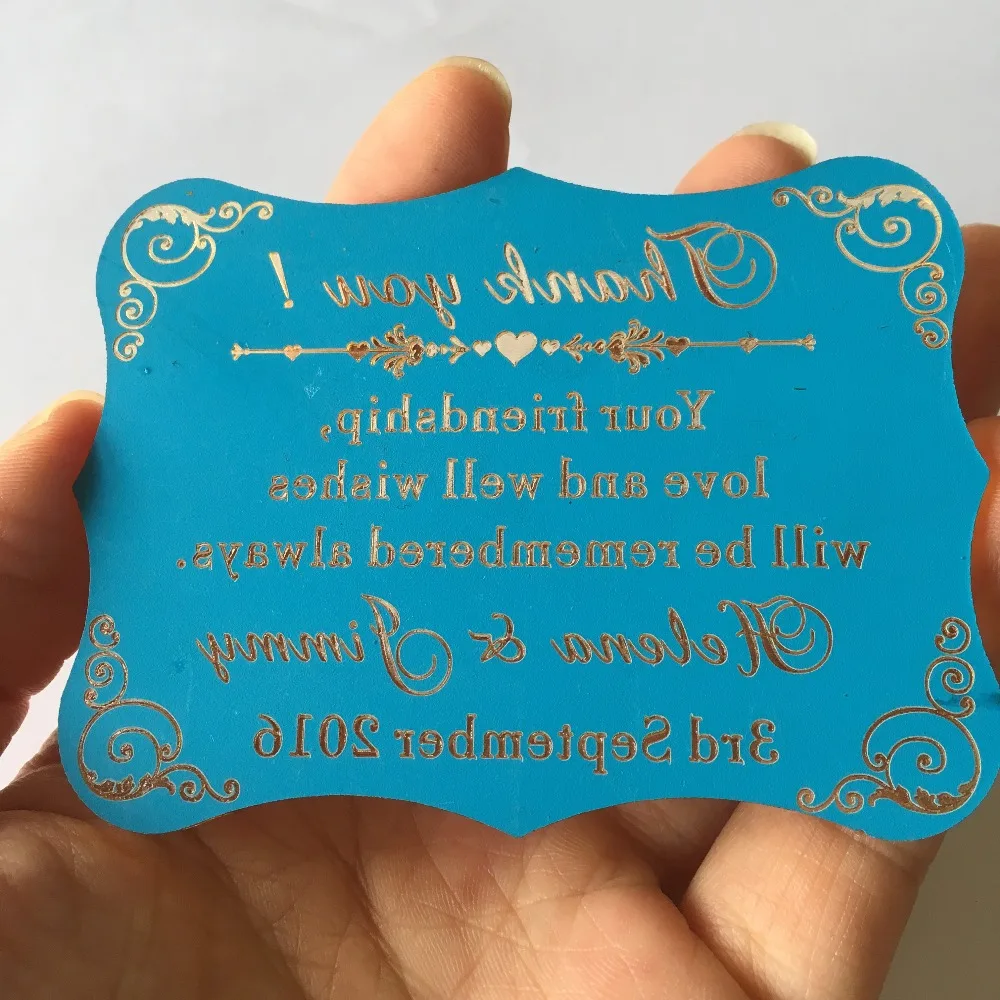 Thank you !
Your friendship,
love and well wishes
will be remembered always.
Helena & Jimmy
3rd September 2016